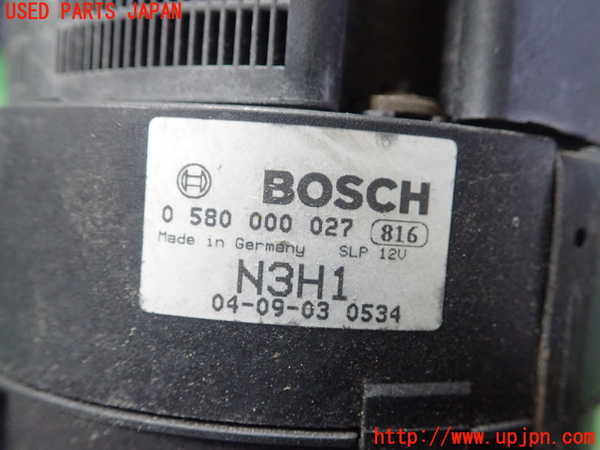 USED PARTS JAPAN
BOSCH
0 580 000 027 816
Made in Germany SLP 12V
N3H1
04-09-03 0534
http://www.upjpn.com/